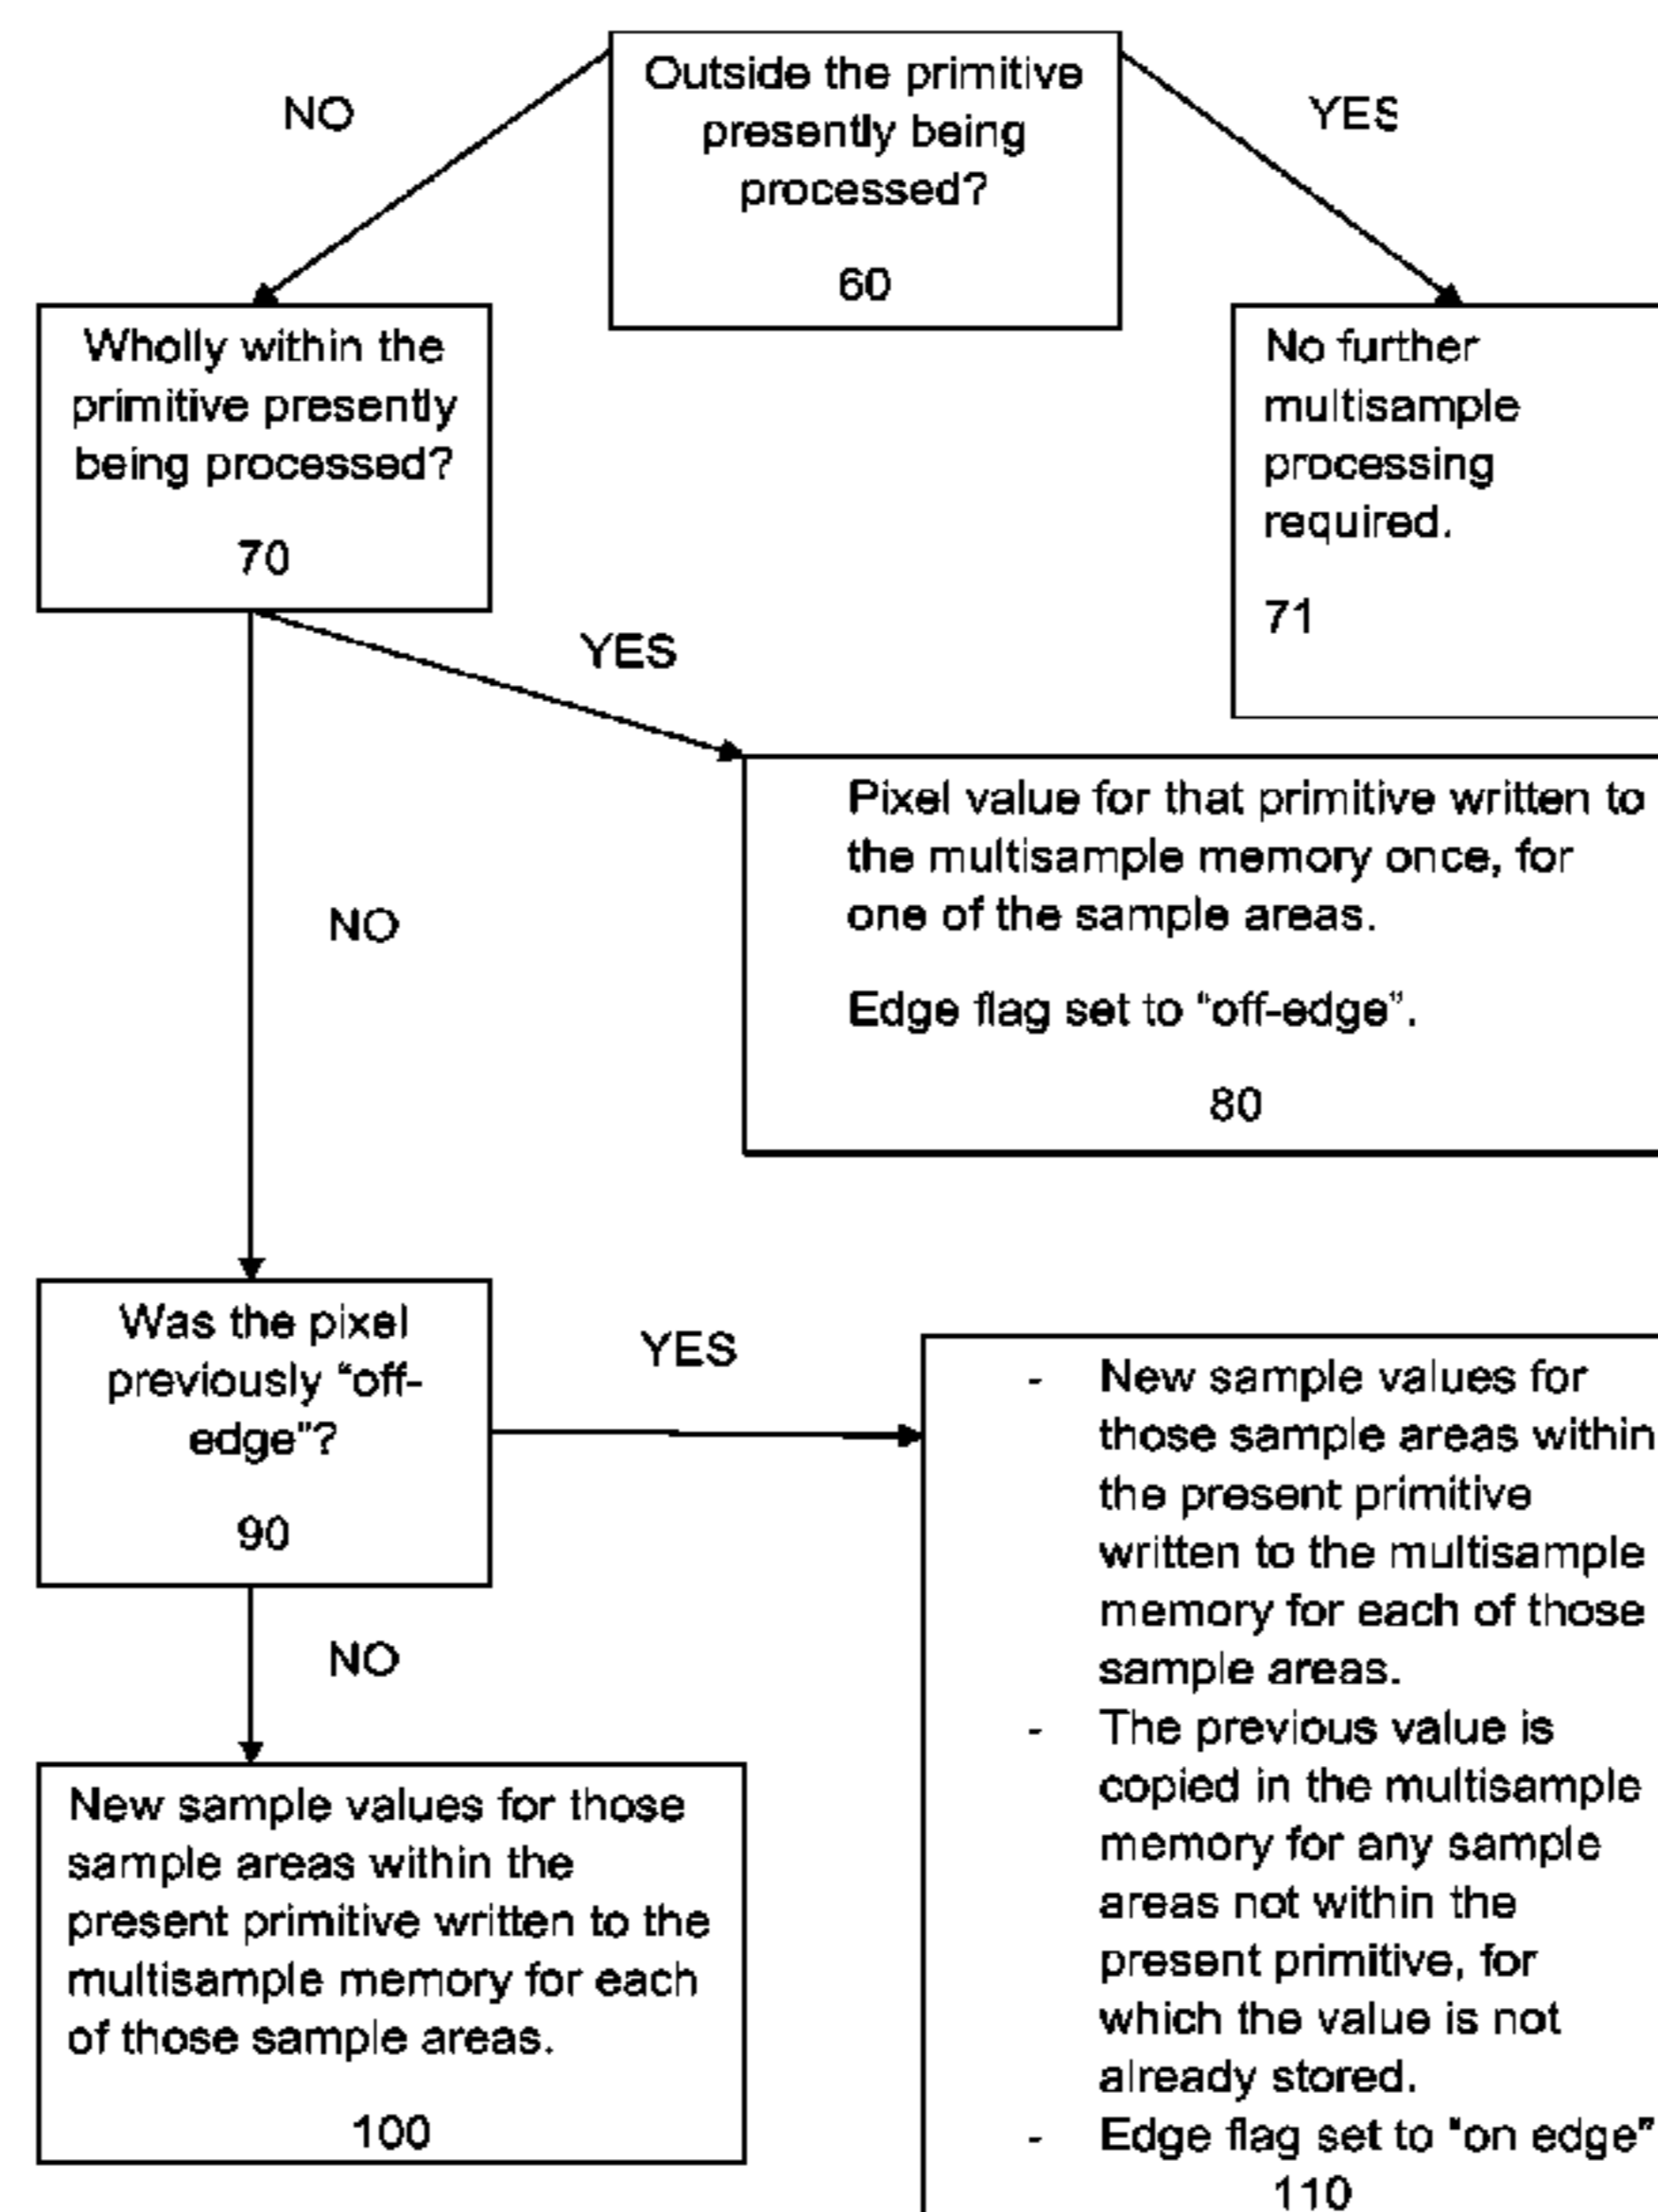 Outside the primitive
presently being
processed?
60
NO
YES
Wholly within the
primitive presently
being processed?
70
No further
multisample
processing
required.
71
YES
Pixel value for that primitive written to
the multisample memory once, for
one of the sample areas.
Edge flag set to “off-edge”.
80
NO
Was the pixel
previously “off-
edge”?
90
YES
- New sample values for
those sample areas within
the present primitive
written to the multisample
memory for each of those
sample areas.
- The previous value is
copied in the multisample
memory for any sample
areas not within the
present primitive, for
which the value is not
already stored.
- Edge flag set to "on edge"
110
NO
New sample values for those
sample areas within the
present primitive written to the
multisample memory for each
of those sample areas.
100